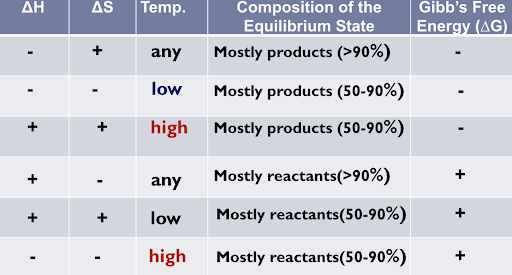 ΔH ΔS Temp. Composition of the Equilibrium State Gibb's Free Energy (ΔG)
- + any Mostly products (>90%) -
- - low Mostly products (50-90%) -
+ + high Mostly products (50-90%) -
+ - any Mostly reactants(>90%) +
+ + low Mostly reactants(50-90%) +
- - high Mostly reactants(50-90%) +